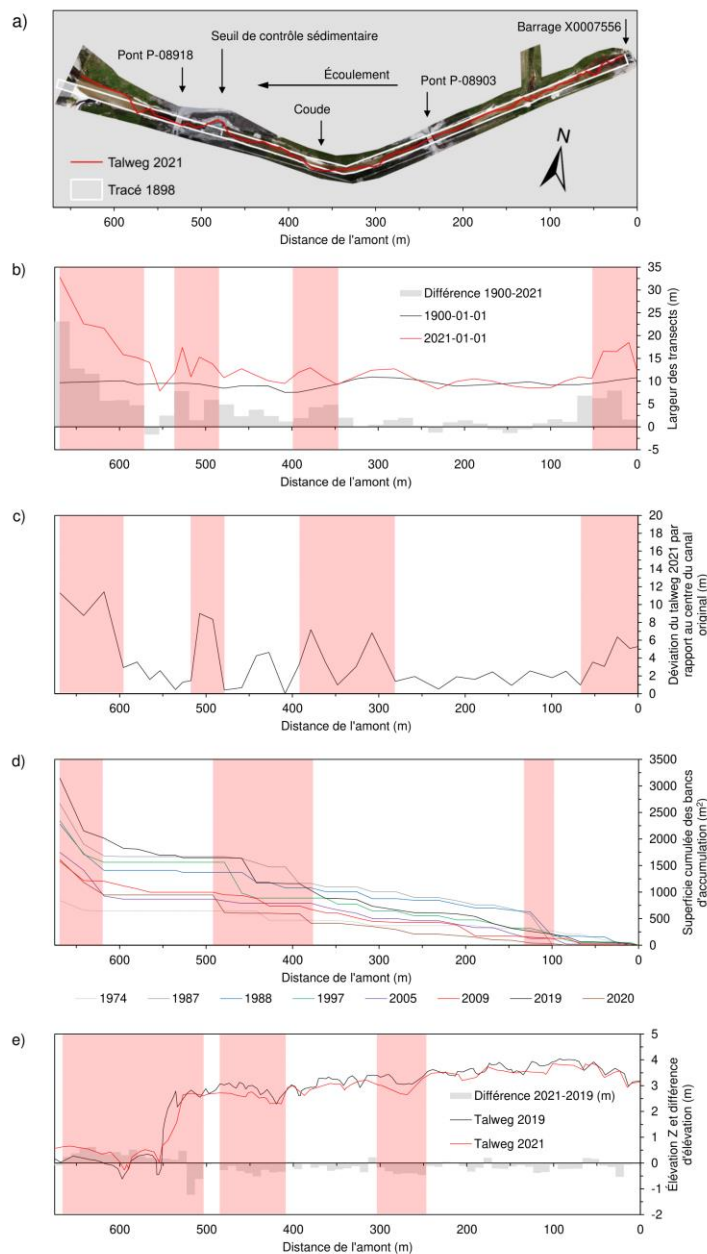 a)
Barrage X0007556
Seuil de contrôle sédimentaire
Pont P-08918
Écoulement
Pont P-08903
Coude
N
Talweg 2021
Tracé 1898
600 500 400 300 200 100 0
Distance de l'amont (m)
b)
35
30
25
20
15
10
5
0
-5
Différence 1900-2021
1900-01-01
2021-01-01
Largeur des transects (m)
600 500 400 300 200 100 0
Distance de l'amont (m)
c)
20
18
16
14
12
10
8
6
4
2
0
Déviation du talweg 2021 par
rapport au centre du canal
original (m)
600 500 400 300 200 100 0
Distance de l'amont (m)
d)
3500
3000
2500
2000
1500
1000
500
0
Superficie cumulée des bancs
d'accumulation (m²)
600 500 400 300 200 100 0
Distance de l'amont (m)
1974 1987 1988 1997 2005 2009 2019 2020
e)
5
4
3
2
1
0
-1
-2
Différence 2021-2019 (m)
Talweg 2019
Talweg 2021
Élévation Z et différence
d'élévation (m)
600 500 400 300 200 100 0
Distance de l'amont (m)